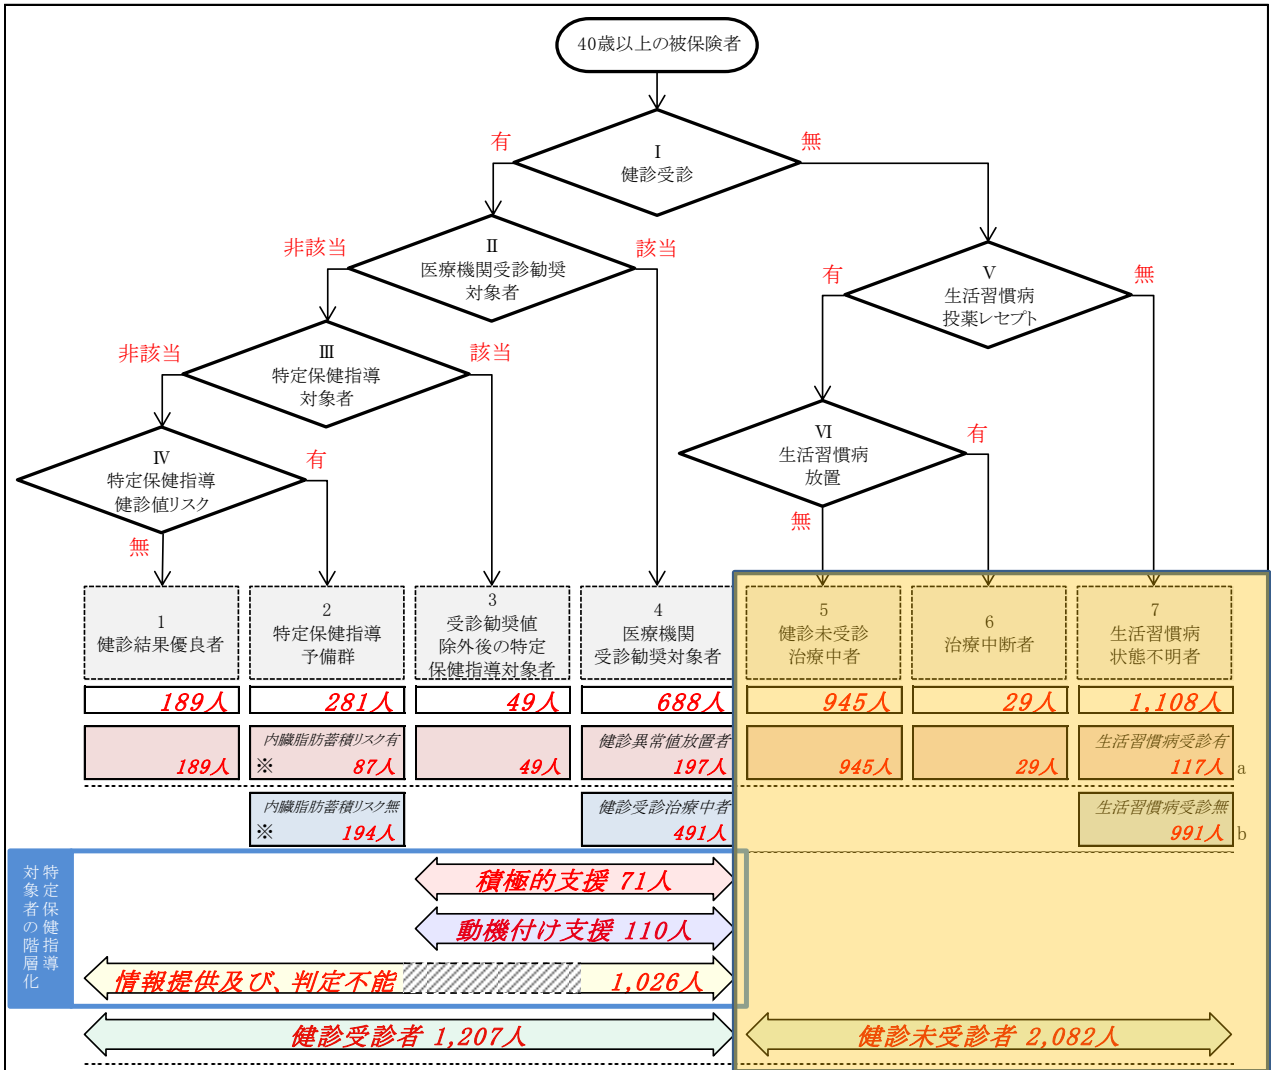 40歳以上の被保険者
Ⅰ
健診受診
有
無
Ⅱ
医療機関受診勧奨
対象者
非該当
該当
Ⅴ
生活習慣病
投薬レセプト
有
無
Ⅲ
特定保健指導
対象者
非該当
該当
Ⅵ
生活習慣病
放置
有
無
Ⅳ
特定保健指導
健診値リスク
有
無
1
健診結果優良者
2
特定保健指導
予備群
3
受診勧奨値
除外後の特定
保健指導対象者
4
医療機関
受診勧奨対象者
5
健診未受診
治療中者
6
治療中断者
7
生活習慣病
状態不明者
189人
281人
49人
688人
945人
29人
1,108人
189人
内臓脂肪蓄積リスク有
※ 87人
49人
健診異常値放置者
197人
945人
29人
生活習慣病受診有
117人
a
内臓脂肪蓄積リスク無
※ 194人
健診受診治療中者
491人
生活習慣病受診無
991人
b
特定保健指導
対象者の階層化
積極的支援 71人
動機付け支援 110人
情報提供及び、判定不能 1,026人
健診受診者 1,207人
健診未受診者 2,082人